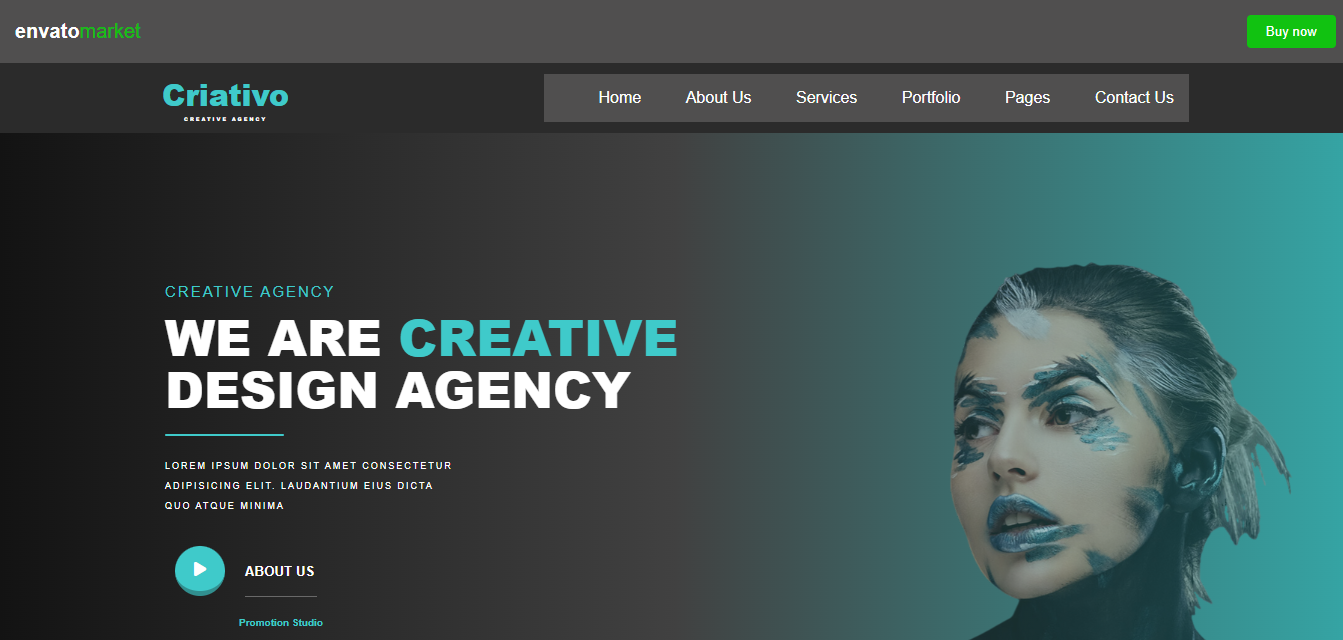 envatomarket
Buy now
Criativo
CREATIVE AGENCY
Home About Us Services Portfolio Pages Contact Us
CREATIVE AGENCY
WE ARE CREATIVE
DESIGN AGENCY
LOREM IPSUM DOLOR SIT AMET CONSECTETUR
ADIPISICING ELIT. LAUDANTIUM EIUS DICTA
QUO ATQUE MINIMA
ABOUT US
Promotion Studio